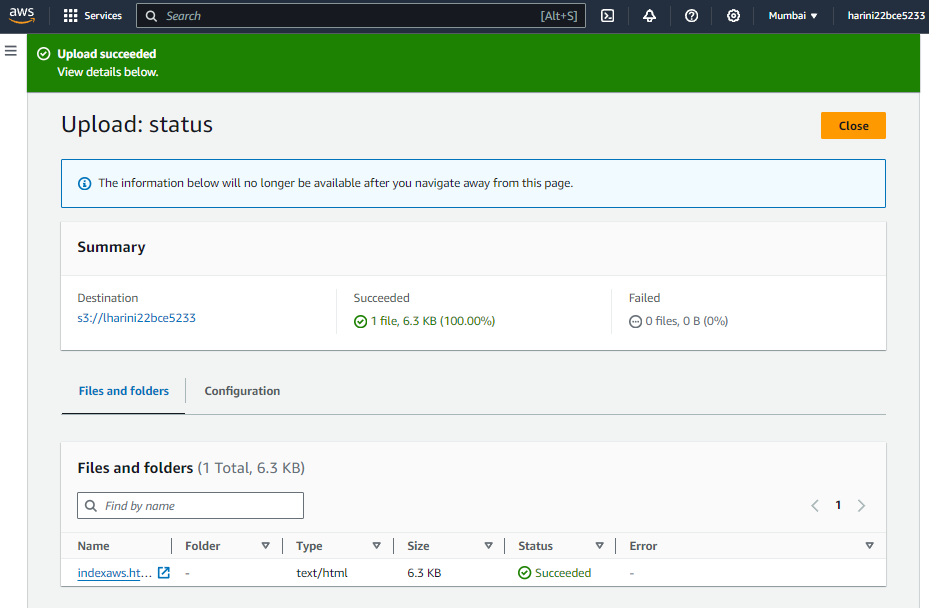 aws Services Search [Alt+S] Mumbai harini22bce5233
Upload succeeded
View details below.
Upload: status
Close
The information below will no longer be available after you navigate away from this page.
Summary
Destination
s3://lharini22bce5233
Succeeded
1 file, 6.3 KB (100.00%)
Failed
0 files, 0 B (0%)
Files and folders Configuration
Files and folders (1 Total, 6.3 KB)
Find by name
1
Name Folder Type Size Status Error
indexaws.ht... - text/html 6.3 KB Succeeded -